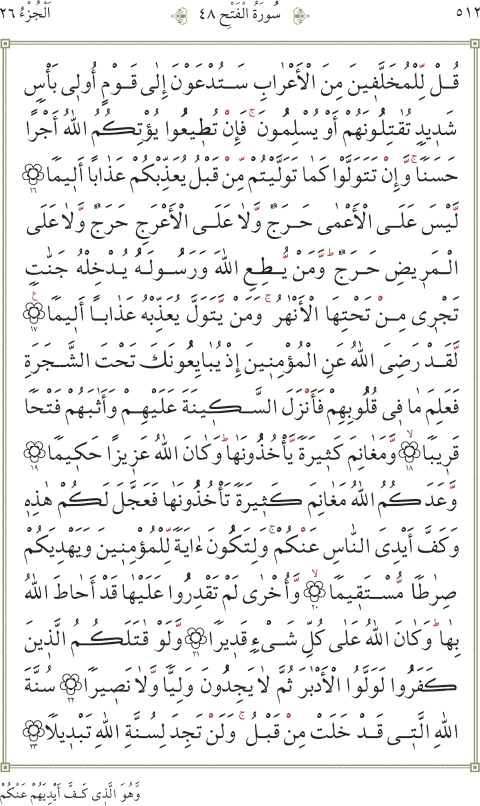 ٥١٢ سُورَةُ الْفَتْحِ ٤٨ اَلْجُزْءُ ٢٦
قُلْ لِّلْمُخَلَّفٖينَ مِنَ الْأَعْرَابِ سَتُدْعَوْنَ إِلٰى قَوْمٍ أُولٖى بَأْسٍ
شَدٖيدٍ تُقٰتِلُونَهُمْ أَوْ يُسْلِمُونَۚ فَإِنْ تُطٖيعُوا يُؤْتِكُمُ اللّٰهُ أَجْرًا
حَسَنًاۚ وَّإِنْ تَتَوَلَّوْا كَمَا تَوَلَّيْتُمْ مِّنْ قَبْلُ يُعَذِّبْكُمْ عَذَابًا أَلٖيمًا ١٦
لَّيْسَ عَلَى الْأَعْمٰى حَرَجٌ وَّلَا عَلَى الْأَعْرَجِ حَرَجٌ وَّلَا عَلَى
الْمَرٖيضِ حَرَجٌؕ وَّمَنْ يُّطِعِ اللّٰهَ وَرَسُولَهُ يُدْخِلْهُ جَنّٰتٍ
تَجْرٖى مِنْ تَحْتِهَا الْأَنْهٰرُۚ وَمَنْ يَّتَوَلَّ يُعَذِّبْهُ عَذَابًا أَلٖيمًا ١٧
لَّقَدْ رَضِىَ اللّٰهُ عَنِ الْمُؤْمِنٖينَ إِذْ يُبَايِعُونَكَ تَحْتَ الشَّجَرَةِ
فَعَلِمَ مَا فٖى قُلُوبِهِمْ فَأَنْزَلَ السَّكٖينَةَ عَلَيْهِمْ وَأَثٰبَهُمْ فَتْحًا
قَرٖيبًا ١٨ وَّمَغَانِمَ كَثٖيرَةً يَّأْخُذُونَهَاؕ وَكَانَ اللّٰهُ عَزٖيزًا حَكٖيمًا ١٩
وَّعَدَكُمُ اللّٰهُ مَغَانِمَ كَثٖيرَةً تَأْخُذُونَهَا فَعَجَّلَ لَكُمْ هٰذِهٖ
وَكَفَّ أَيْدِىَ النَّاسِ عَنْكُمْۚ وَلِتَكُونَ ءَايَةً لِّلْمُؤْمِنٖينَ وَيَهْدِيَكُمْ
صِرٰطًا مُّسْتَقٖيمًا ٢٠ وَّأُخْرٰى لَمْ تَقْدِرُوا عَلَيْهَا قَدْ أَحَاطَ اللّٰهُ
بِهَاؕ وَكَانَ اللّٰهُ عَلٰى كُلِّ شَىْءٍ قَدٖيرًا ٢١ وَّلَوْ قٰتَلَكُمُ الَّذٖينَ
كَفَرُوا لَوَلَّوُا الْأَدْبٰرَ ثُمَّ لَا يَجِدُونَ وَلِيًّا وَّلَا نَصٖيرًا ٢٢ سُنَّةَ
اللّٰهِ الَّتٖى قَدْ خَلَتْ مِنْ قَبْلُۚ وَلَنْ تَجِدَ لِسُنَّةِ اللّٰهِ تَبْدٖيلًا ٢٣
وَّهُوَ الَّذٖى كَفَّ أَيْدِيَهُمْ عَنْكُمْ